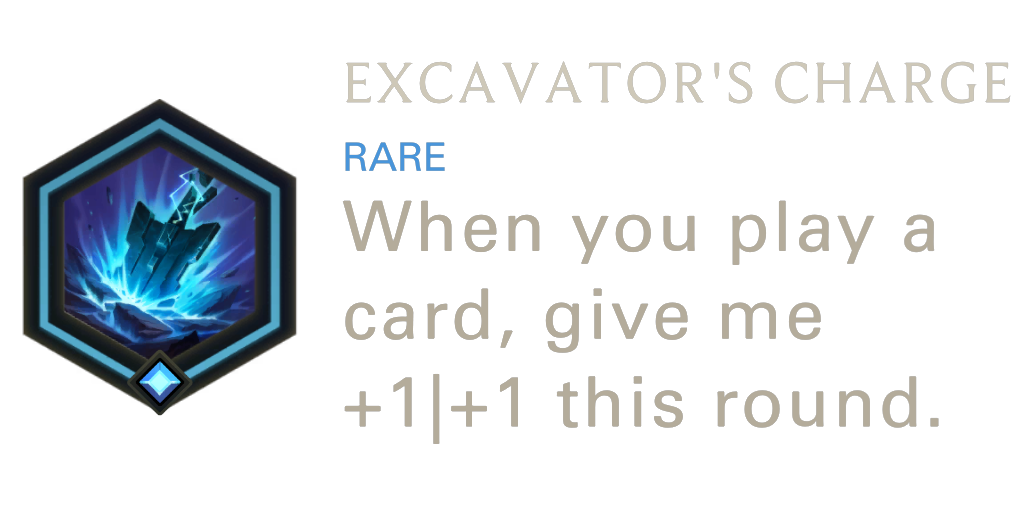 EXCAVATOR'S CHARGE
RARE
When you play a
card, give me
+1|+1 this round.